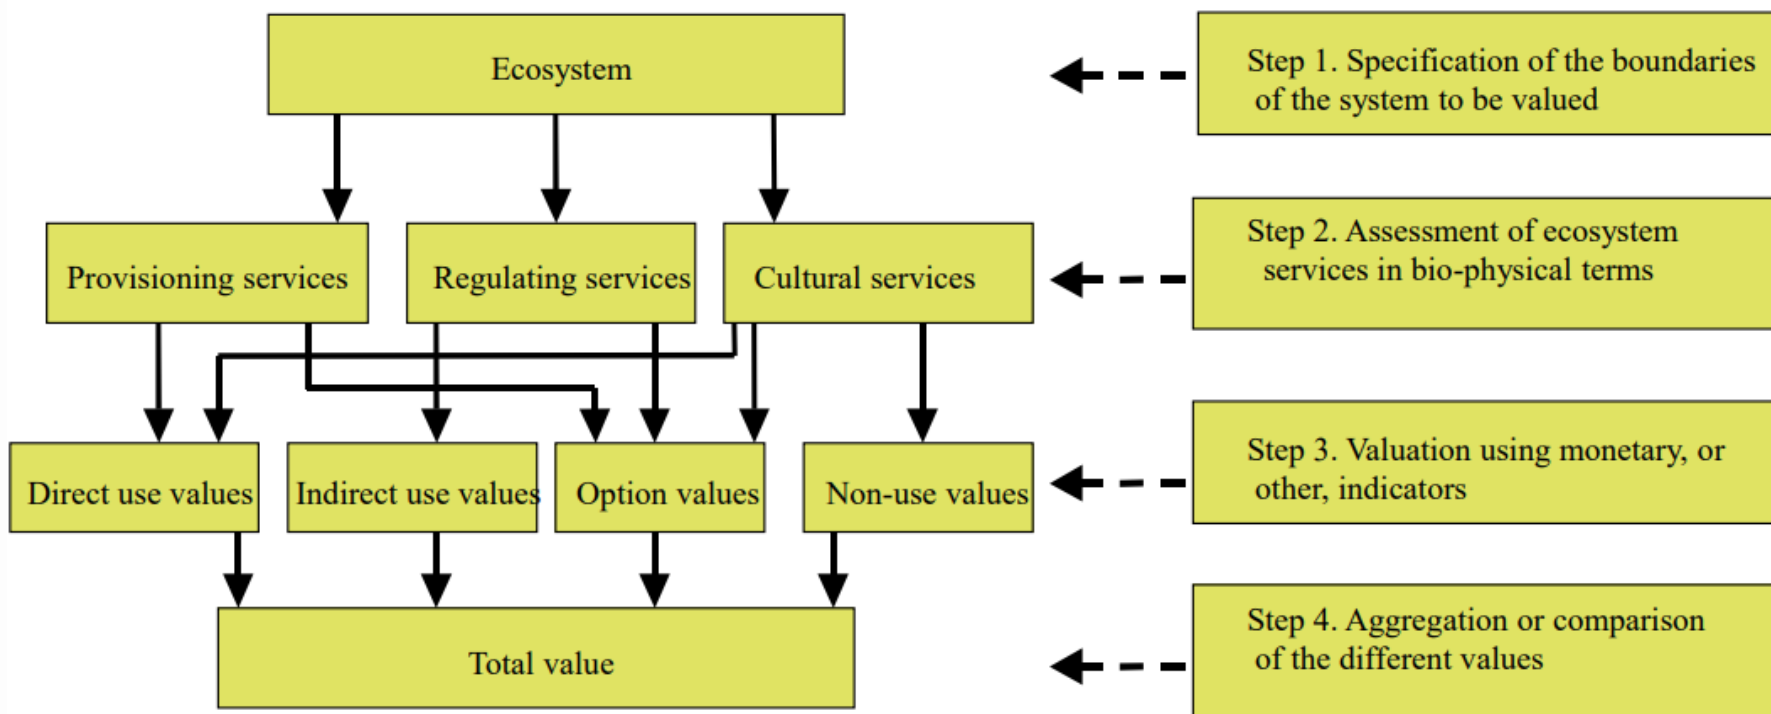 Ecosystem
Step 1. Specification of the boundaries
of the system to be valued
Provisioning services
Regulating services
Cultural services
Step 2. Assessment of ecosystem
services in bio-physical terms
Direct use values
Indirect use values
Option values
Non-use values
Step 3. Valuation using monetary, or
other, indicators
Total value
Step 4. Aggregation or comparison
of the different values